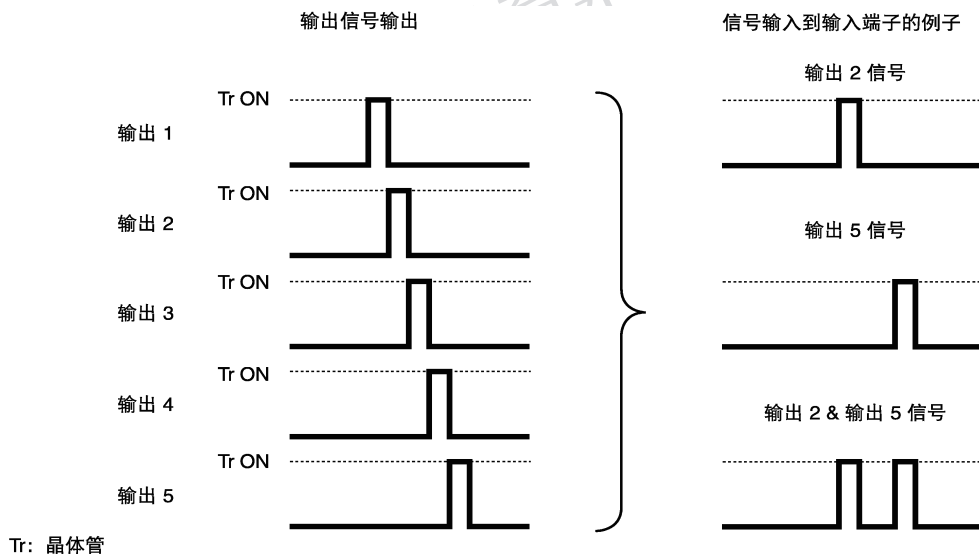 输出信号输出
信号输入到输入端子的例子
输出 1
Tr ON
输出 2
Tr ON
输出 3
Tr ON
输出 4
Tr ON
输出 5
Tr ON
输出 2 信号
输出 5 信号
输出 2 & 输出 5 信号
Tr：晶体管